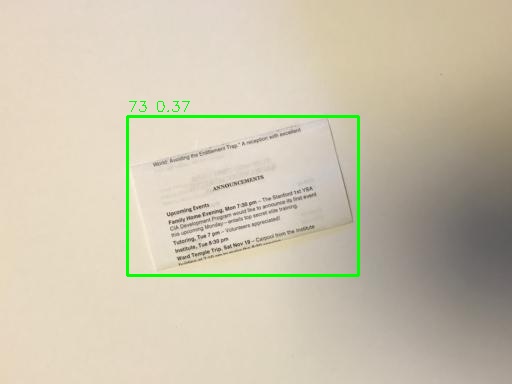 73 0.37
World: Avoiding the Entitlement Trap." A reception with excellent
ANNOUNCEMENTS
Upcoming Events
Family Home Evening, Mon 7:30 pm – The Stanford 1st YSA
CIA Development Program would like to announce its first event
this upcoming Monday – entails top secret elite training.
Tutoring, Tue 7 pm – Volunteers appreciated!
Institute, Tue 8:30 pm
Ward Temple Trip, Sat Nov 19 – Carpool from the Institute